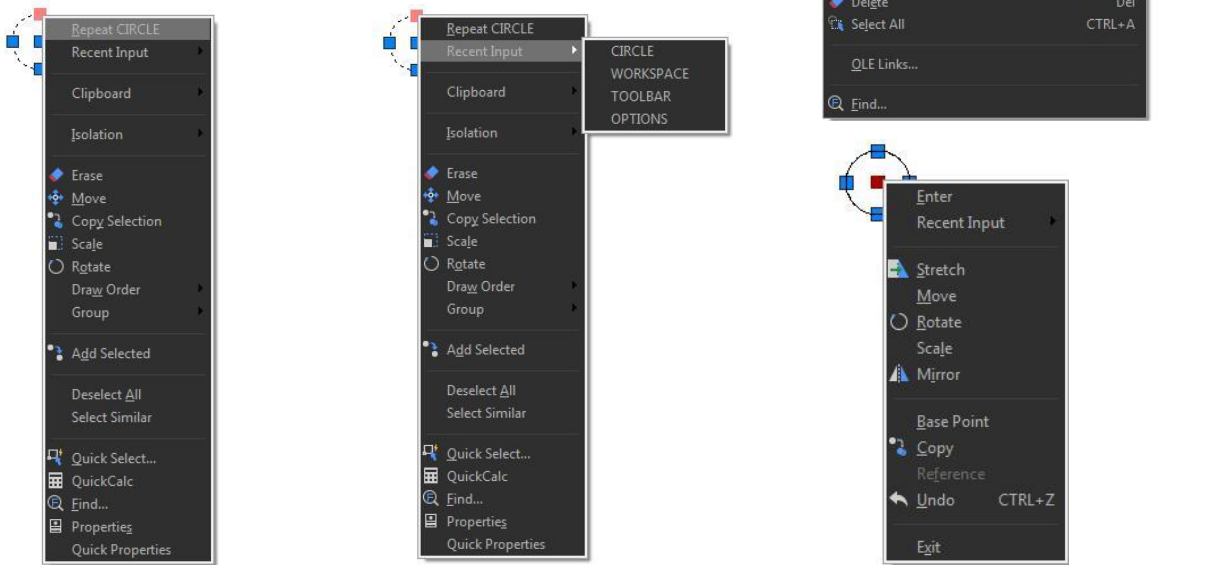 Repeat CIRCLE
Recent Input
Clipboard
Isolation
Erase
Move
Copy Selection
Scale
Rotate
Draw Order
Group
Add Selected
Deselect All
Select Similar
Quick Select...
QuickCalc
Find...
Properties
Quick Properties
Repeat CIRCLE
Recent Input
Clipboard
Isolation
Erase
Move
Copy Selection
Scale
Rotate
Draw Order
Group
Add Selected
Deselect All
Select Similar
Quick Select...
QuickCalc
Find...
Properties
Quick Properties
CIRCLE
WORKSPACE
TOOLBAR
OPTIONS
Delete Del
Select All CTRL+A
OLE Links...
Find...
Enter
Recent Input
Stretch
Move
Rotate
Scale
Mirror
Base Point
Copy
Reference
Undo CTRL+Z
Exit